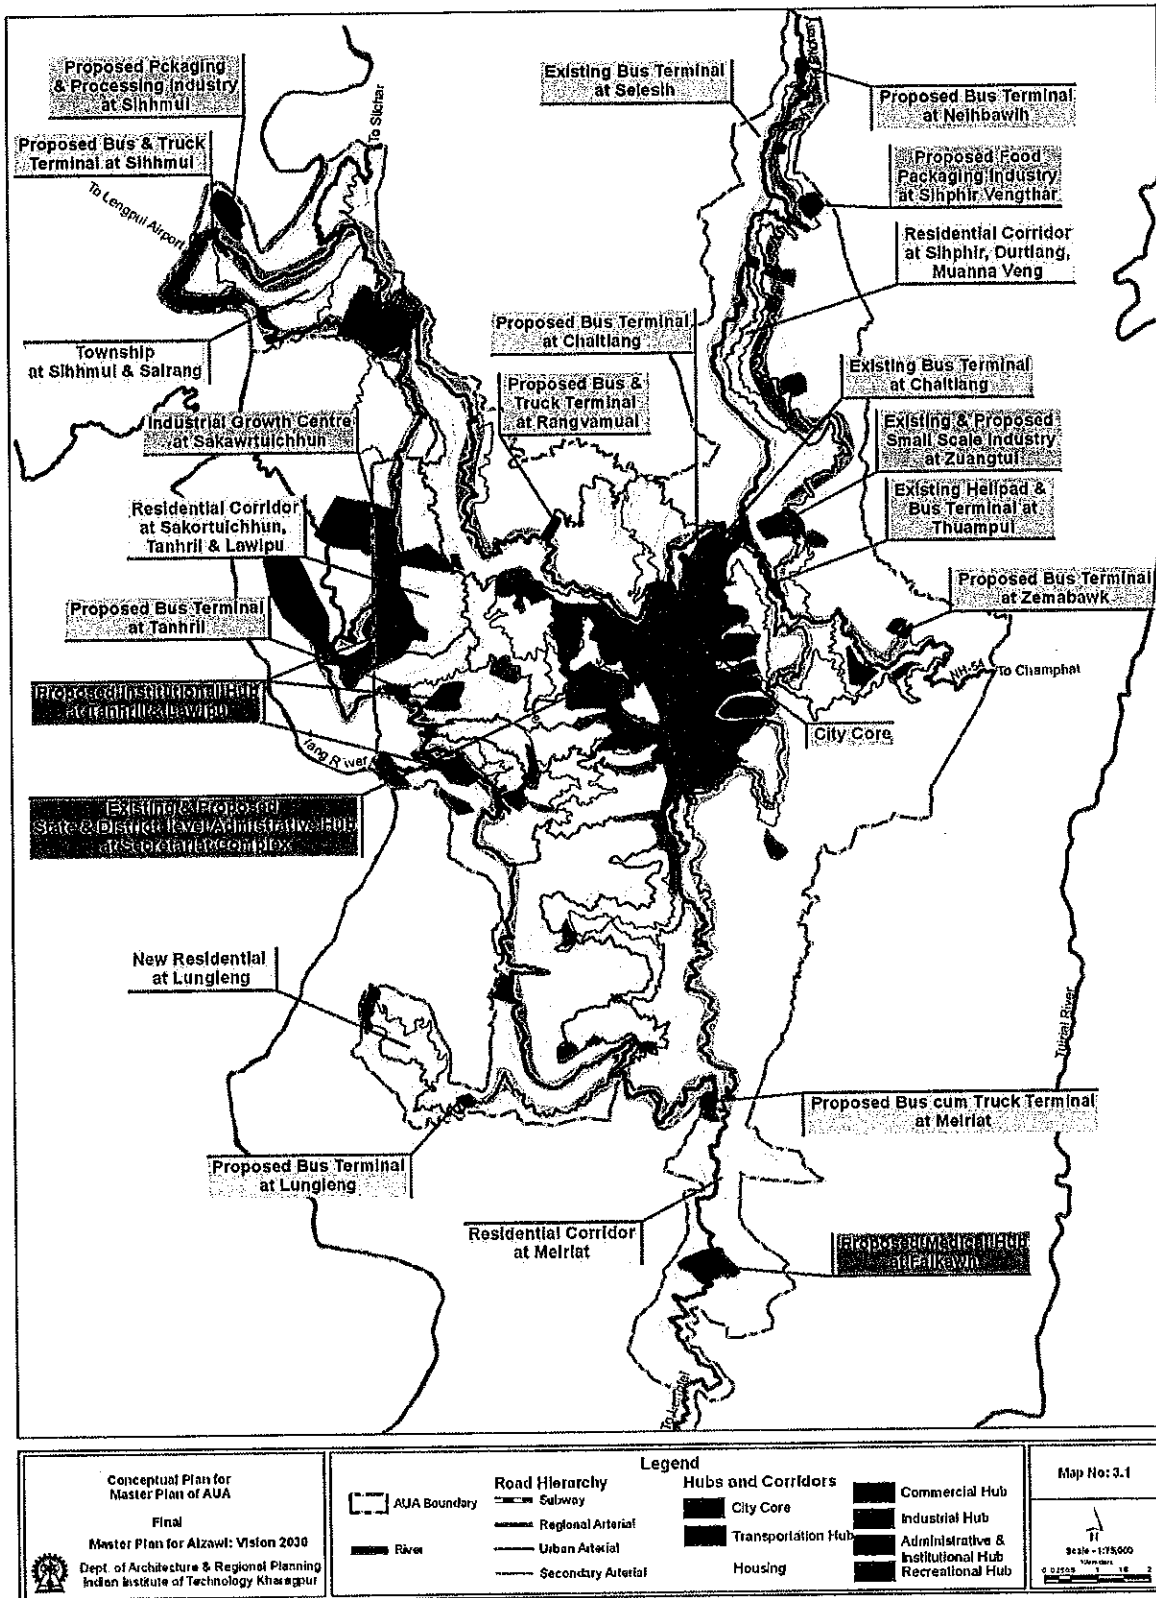 Proposed Pckaging
& Processing Industry
at Sihhmui
Proposed Bus & Truck
Terminal at Sihhmui
To Lengpui Airport
To Silchar
Township
at Sihhmui & Sairang
Industrial Growth Centre
at Sakawrtuichhun
Residential Corridor
at Sakortuichhun,
Tanhril & Lawipu
Proposed Bus Terminal
at Tanhril
Proposed Institutional Hub
at Tanhril & Lawipu
Tlang River
Existing & Proposed
State & District level Admistrative Hub
at Secretariat Complex
New Residential
at Lungleng
Proposed Bus Terminal
at Lungleng
Existing Bus Terminal
at Selesih
Proposed Bus Terminal
at Neihbawih
Proposed Food
Packaging Industry
at Sihphir Vengthar
Residential Corridor
at Sihphir, Durtlang,
Muanna Veng
Proposed Bus Terminal
at Chaltlang
Proposed Bus &
Truck Terminal
at Rangvamual
Existing Bus Terminal
at Chaltlang
Existing & Proposed
Small Scale Industry
at Zuangtui
Existing Helipad &
Bus Terminal at
Thuampui
Proposed Bus Terminal
at Zemabawk
NH-54
To Champhai
City Core
Tuirial River
Proposed Bus cum Truck Terminal
at Melriat
Residential Corridor
at Melriat
Proposed Medical Hub
at Falkawn
Conceptual Plan for
Master Plan of AUA
Final
Master Plan for Aizawl: Vision 2030
Dept. of Architecture & Regional Planning
Indian Institute of Technology Kharagpur
Legend
AUA Boundary
River
Road Hierarchy
Subway
Regional Arterial
Urban Arterial
Secondary Arterial
Hubs and Corridors
City Core
Transportation Hub
Housing
Commercial Hub
Industrial Hub
Administrative &
Institutional Hub
Recreational Hub
Map No: 3.1
N
Scale - 1:75,000